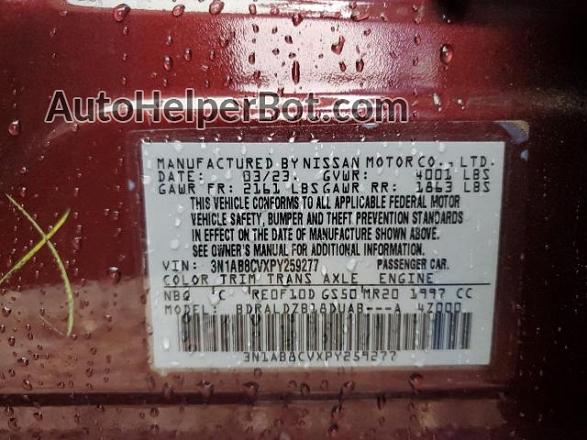 AutoHelperBot.com
MANUFACTURED BY NISSAN MOTOR CO., LTD.
DATE: 03/23 GVWR: 4001 LBS
GAWR FR: 2161 LBS GAWR RR: 1863 LBS
THIS VEHICLE CONFORMS TO ALL APPLICABLE FEDERAL MOTOR
VEHICLE SAFETY, BUMPER AND THEFT PREVENTION STANDARDS
IN EFFECT ON THE DATE OF MANUFACTURE SHOWN ABOVE.
SEE OWNER'S MANUAL FOR ADDITIONAL INFORMATION.
VIN: 3N1AB8CVXPY259277 PASSENGER CAR.
COLOR TRIM TRANS AXLE ENGINE
NBQ C RE0F10D GS50 MR20 1997 CC
MODEL: BDRALDZB18DUAB---A 4Z000
3N1AB8CVXPY259277